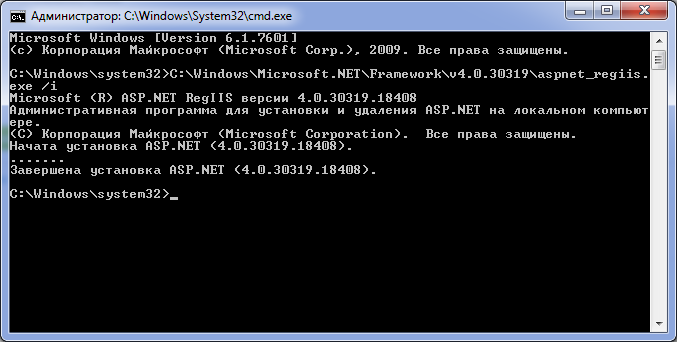 Администратор: C:\Windows\System32\cmd.exe
Microsoft Windows [Version 6.1.7601]
(c) Корпорация Майкрософт (Microsoft Corp.), 2009. Все права защищены.
C:\Windows\system32>C:\Windows\Microsoft.NET\Framework\v4.0.30319\aspnet_regiis.
exe /i
Microsoft (R) ASP.NET RegIIS версии 4.0.30319.18408
Административная программа для установки и удаления ASP.NET на локальном компьют
ере.
(C) Корпорация Майкрософт (Microsoft Corporation).  Все права защищены.
Начата установка ASP.NET (4.0.30319.18408).
.......
Завершена установка ASP.NET (4.0.30319.18408).
C:\Windows\system32>_